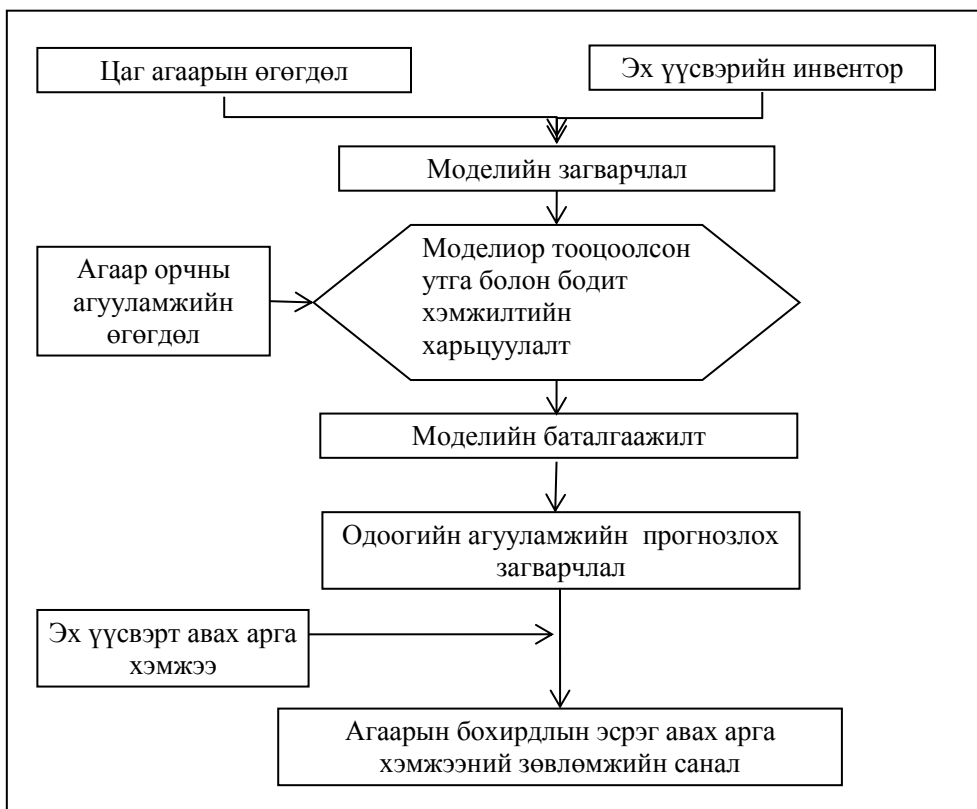 Цаг агаарын өгөгдөл
Эх үүсвэрийн инвентор
Моделийн загварчлал
Агаар орчны
агууламжийн
өгөгдөл
Моделиор тооцоолсон
утга болон бодит
хэмжилтийн
харьцуулалт
Моделийн баталгаажилт
Одоогийн агууламжийн прогнозлох
загварчлал
Эх үүсвэрт авах арга
хэмжээ
Агаарын бохирдлын эсрэг авах арга
хэмжээний зөвлөмжийн санал